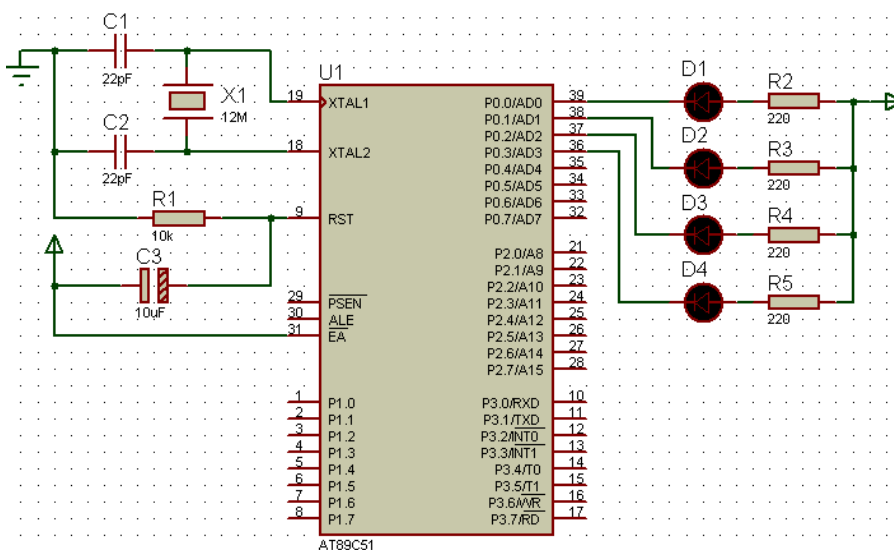 C1
22pF
X1
12M
C2
22pF
R1
10k
C3
10uF
U1
19 XTAL1
18 XTAL2
9 RST
29 PSEN
30 ALE
31 EA
1 P1.0
2 P1.1
3 P1.2
4 P1.3
5 P1.4
6 P1.5
7 P1.6
8 P1.7
P0.0/AD0 39
P0.1/AD1 38
P0.2/AD2 37
P0.3/AD3 36
P0.4/AD4 35
P0.5/AD5 34
P0.6/AD6 33
P0.7/AD7 32
P2.0/A8 21
P2.1/A9 22
P2.2/A10 23
P2.3/A11 24
P2.4/A12 25
P2.5/A13 26
P2.6/A14 27
P2.7/A15 28
P3.0/RXD 10
P3.1/TXD 11
P3.2/INT0 12
P3.3/INT1 13
P3.4/T0 14
P3.5/T1 15
P3.6/WR 16
P3.7/RD 17
AT89C51
D1
R2
220
D2
R3
220
D3
R4
220
D4
R5
220